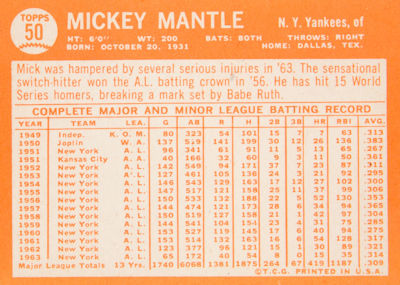 TOPPS
50
MICKEY MANTLE
N. Y. Yankees, of
HT: 6'0" WT: 200 BATS: BOTH THROWS: RIGHT
BORN: OCTOBER 20, 1931 HOME: DALLAS, TEX.
Mick was hampered by several serious injuries in '63. The sensational
switch-hitter won the A.L. batting crown in '56. He has hit 15 World
Series homers, breaking a mark set by Babe Ruth.
COMPLETE MAJOR AND MINOR LEAGUE BATTING RECORD
YEAR TEAM LEA. G AB R H 2B 3B HR RBI AVG.
1949 Indep. K. O. M. 89 323 54 101 15 7 7 63 .313
1950 Joplin W. A. 137 519 141 199 30 12 26 136 .383
1951 New York A. L. 96 341 61 91 11 5 13 65 .267
1951 Kansas City A. A. 40 166 32 60 9 3 11 50 .361
1952 New York A. L. 142 549 94 171 37 7 23 87 .311
1953 New York A. L. 127 461 105 136 24 3 21 92 .295
1954 New York A. L. 146 543 129 163 17 12 27 102 .300
1955 New York A. L. 147 517 121 158 25 11 37 99 .306
1956 New York A. L. 150 533 132 188 22 5 52 130 .353
1957 New York A. L. 144 474 121 173 28 6 34 94 .365
1958 New York A. L. 150 519 127 158 21 1 42 97 .304
1959 New York A. L. 144 541 104 154 23 4 31 75 .285
1960 New York A. L. 153 527 119 145 17 6 40 94 .275
1961 New York A. L. 153 514 132 163 16 6 54 128 .317
1962 New York A. L. 123 377 96 121 15 1 30 89 .321
1963 New York A. L. 65 172 40 54 8 0 15 35 .314
Major League Totals 13 Yrs. 1740 6068 1381 1875 264 67 419 1187 .309
© T.C.G. PRINTED IN U.S.A.